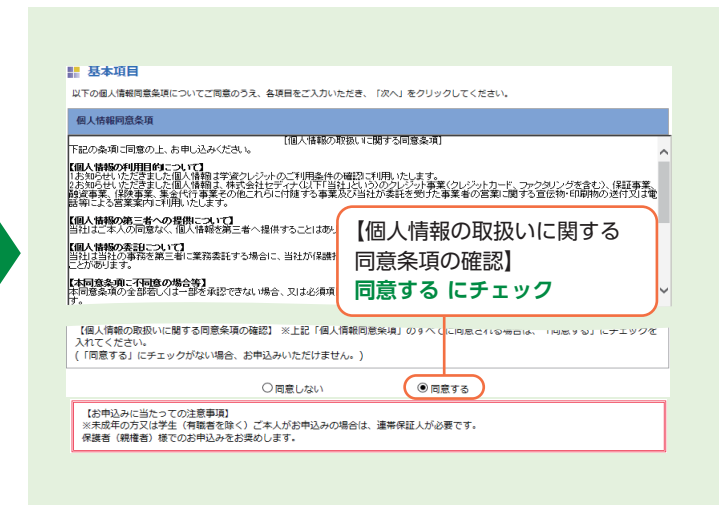 基本項目
以下の個人情報同意条項についてご同意のうえ、各項目をご入力いただき、「次へ」をクリックしてください。
個人情報同意条項
[個人情報の取扱いに関する同意条項]
下記の条項に同意の上、お申し込みください。
【個人情報の利用目的について】
1お知らせいただきました個人情報は学資クレジットのご利用条件の確認に利用いたします。
2お知らせいただきました個人情報は、株式会社セディナ(以下「当社」という)のクレジット事業(クレジットカード、ファクタリングを含む)、保証事業、
融資事業、保険事業、集金代行事業その他これらに付随する事業及び当社が委託を受けた事業者の営業に関する宣伝物・印刷物の送付又は電
話等による営業案内に利用いたします。
【個人情報の第三者への提供について】
当社はご本人の同意なく、個人情報を第三者へ提供することはあり
【個人情報の委託について】
当社は当社の事務を第三者に業務委託する場合に、当社が保護措
ことがあります。
【本同意条項に不同意の場合等】
本同意条項の全部若しくは一部を承認できない場合、又は必須項
す。
【個人情報の取扱いに関する
同意条項の確認】
同意する にチェック
【個人情報の取扱いに関する同意条項の確認】 ※上記「個人情報同意条項」のすべてに同意される場合は、「同意する」にチェックを
入れてください。
(「同意する」にチェックがない場合、お申込みいただけません。)
同意しない 同意する
【お申込みに当たっての注意事項】
※未成年の方又は学生(有職者を除く)ご本人がお申込みの場合は、連帯保証人が必要です。
保護者(親権者)様でのお申込みをお奨めします。